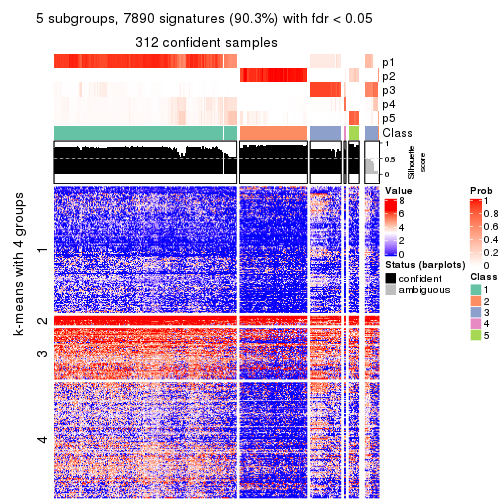 5 subgroups, 7890 signatures (90.3%) with fdr < 0.05
312 confident samples
p1
p2
p3
p4
p5
Class
1
0.5
0
Silhouette
score
k-means with 4 groups
1
2
3
4
Value
8
6
4
2
0
Status (barplots)
confident
ambiguous
Prob
1
0.8
0.6
0.4
0.2
0
Class
1
2
3
4
5